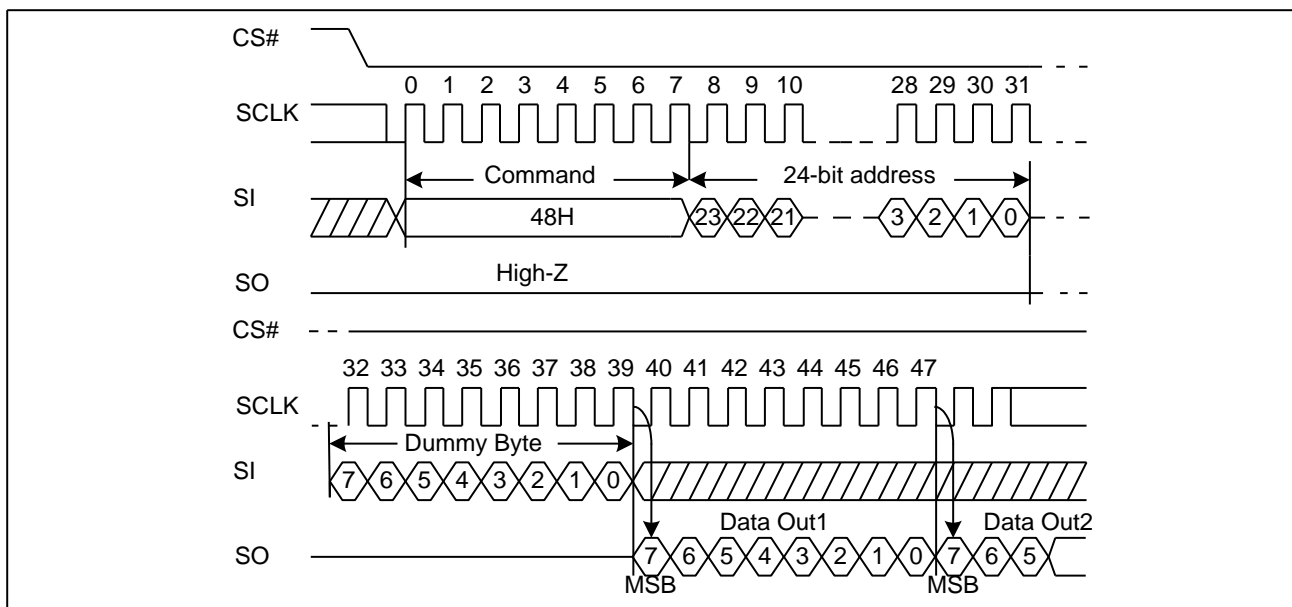 CS#
0 1 2 3 4 5 6 7 8 9 10 28 29 30 31
SCLK
Command 24-bit address
SI
48H 23 22 21 3 2 1 0
High-Z
SO
CS#
32 33 34 35 36 37 38 39 40 41 42 43 44 45 46 47
SCLK
Dummy Byte
SI
7 6 5 4 3 2 1 0
Data Out1 Data Out2
SO
7 6 5 4 3 2 1 0 7 6 5
MSB MSB